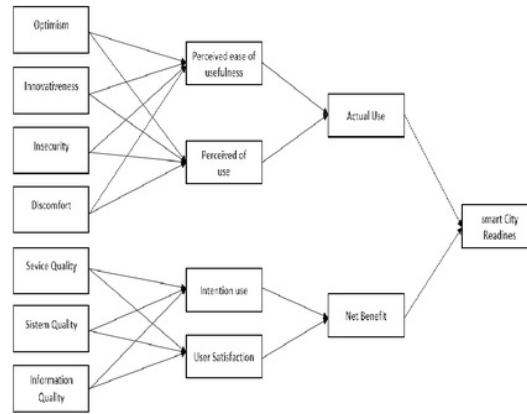 Optimism
Innovativeness
Insecurity
Discomfort
Sevice Quality
Sistem Quality
Information
Quality
Perceived ease of
usefulness
Perceived of
use
Intention use
User Satisfaction
Actual Use
Net Benefit
smart City
Readines